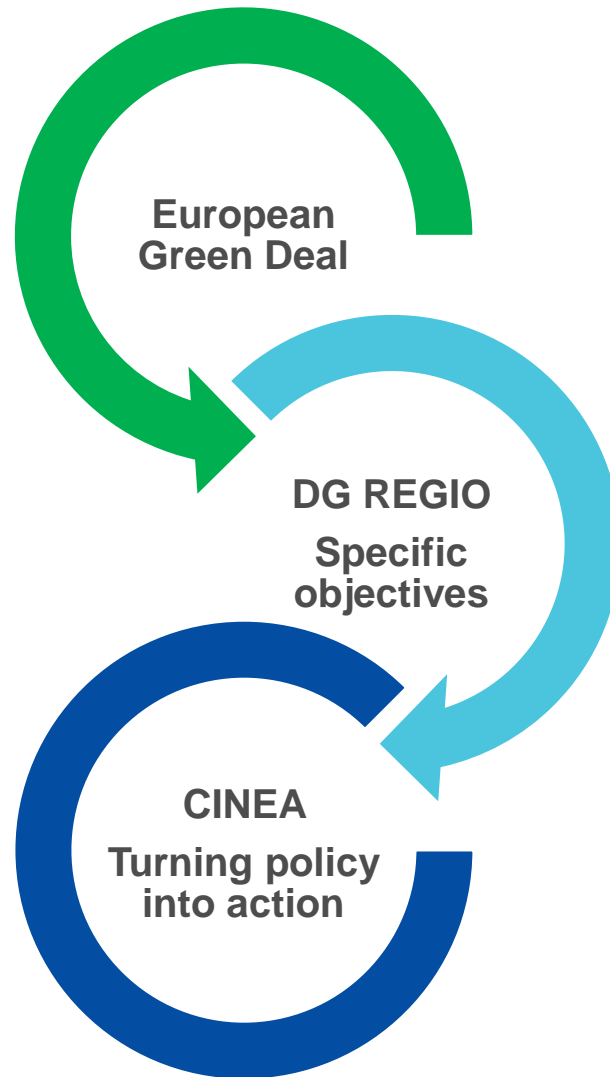 European
Green Deal
DG REGIO
Specific
objectives
CINEA
Turning policy
into action